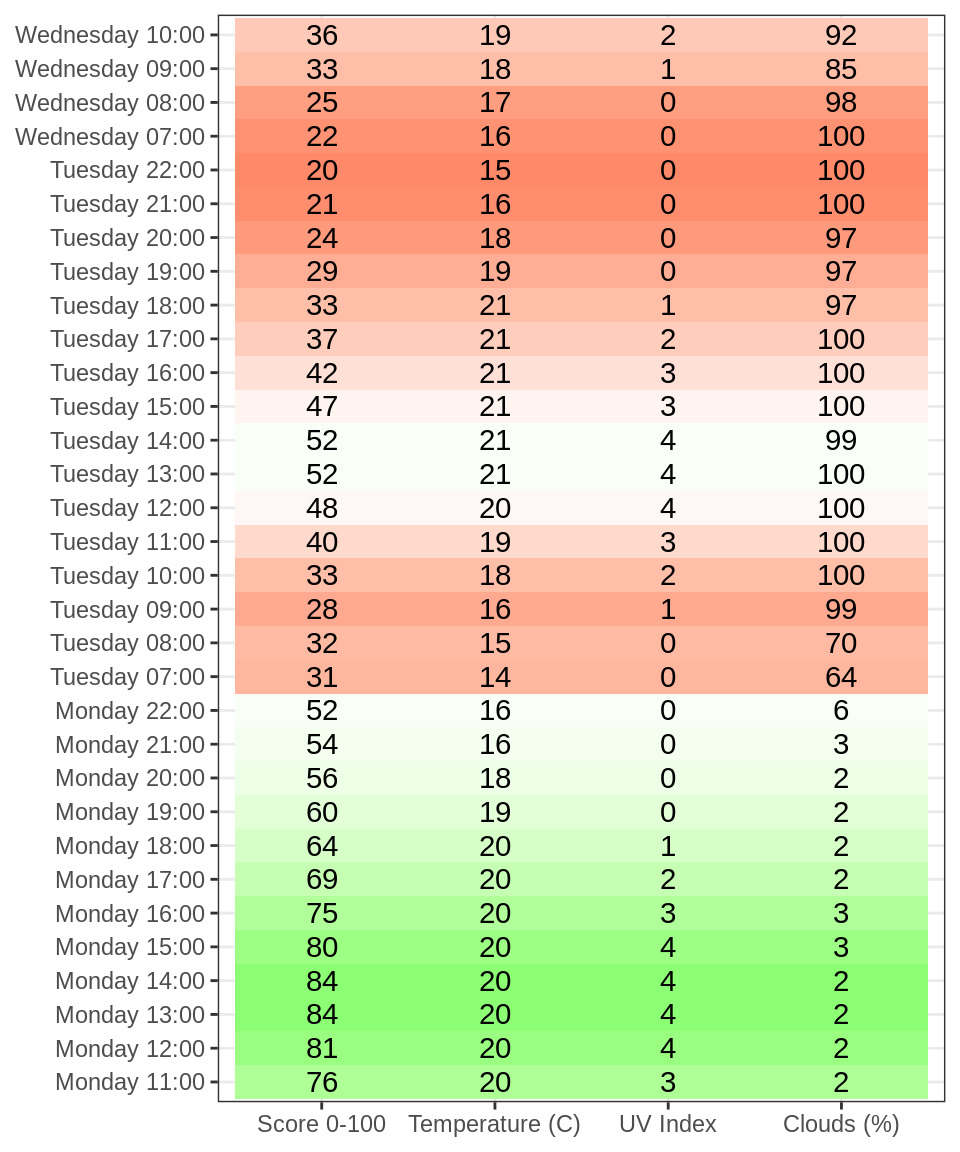 Wednesday 10:00 36 19 2 92
Wednesday 09:00 33 18 1 85
Wednesday 08:00 25 17 0 98
Wednesday 07:00 22 16 0 100
Tuesday 22:00 20 15 0 100
Tuesday 21:00 21 16 0 100
Tuesday 20:00 24 18 0 97
Tuesday 19:00 29 19 0 97
Tuesday 18:00 33 21 1 97
Tuesday 17:00 37 21 2 100
Tuesday 16:00 42 21 3 100
Tuesday 15:00 47 21 3 100
Tuesday 14:00 52 21 4 99
Tuesday 13:00 52 21 4 100
Tuesday 12:00 48 20 4 100
Tuesday 11:00 40 19 3 100
Tuesday 10:00 33 18 2 100
Tuesday 09:00 28 16 1 99
Tuesday 08:00 32 15 0 70
Tuesday 07:00 31 14 0 64
Monday 22:00 52 16 0 6
Monday 21:00 54 16 0 3
Monday 20:00 56 18 0 2
Monday 19:00 60 19 0 2
Monday 18:00 64 20 1 2
Monday 17:00 69 20 2 2
Monday 16:00 75 20 3 3
Monday 15:00 80 20 4 3
Monday 14:00 84 20 4 2
Monday 13:00 84 20 4 2
Monday 12:00 81 20 4 2
Monday 11:00 76 20 3 2
Score 0-100 Temperature (C) UV Index Clouds (%)